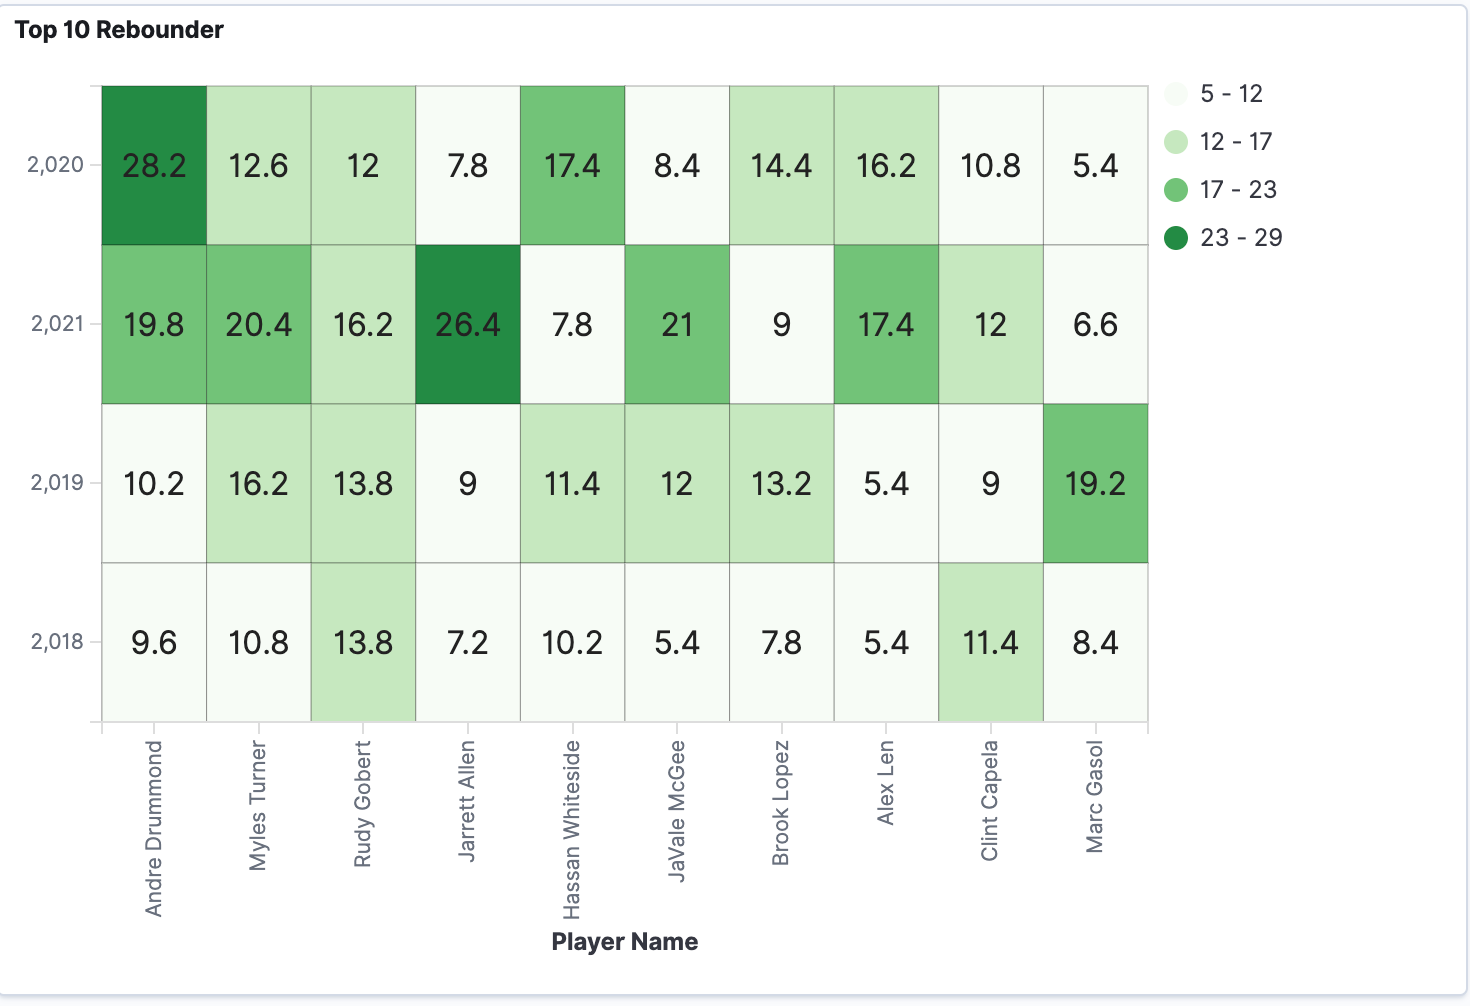 Top 10 Rebounder
5 - 12
12 - 17
17 - 23
23 - 29
2,020 28.2 12.6 12 7.8 17.4 8.4 14.4 16.2 10.8 5.4
2,021 19.8 20.4 16.2 26.4 7.8 21 9 17.4 12 6.6
2,019 10.2 16.2 13.8 9 11.4 12 13.2 5.4 9 19.2
2,018 9.6 10.8 13.8 7.2 10.2 5.4 7.8 5.4 11.4 8.4
Andre Drummond
Myles Turner
Rudy Gobert
Jarrett Allen
Hassan Whiteside
JaVale McGee
Brook Lopez
Alex Len
Clint Capela
Marc Gasol
Player Name